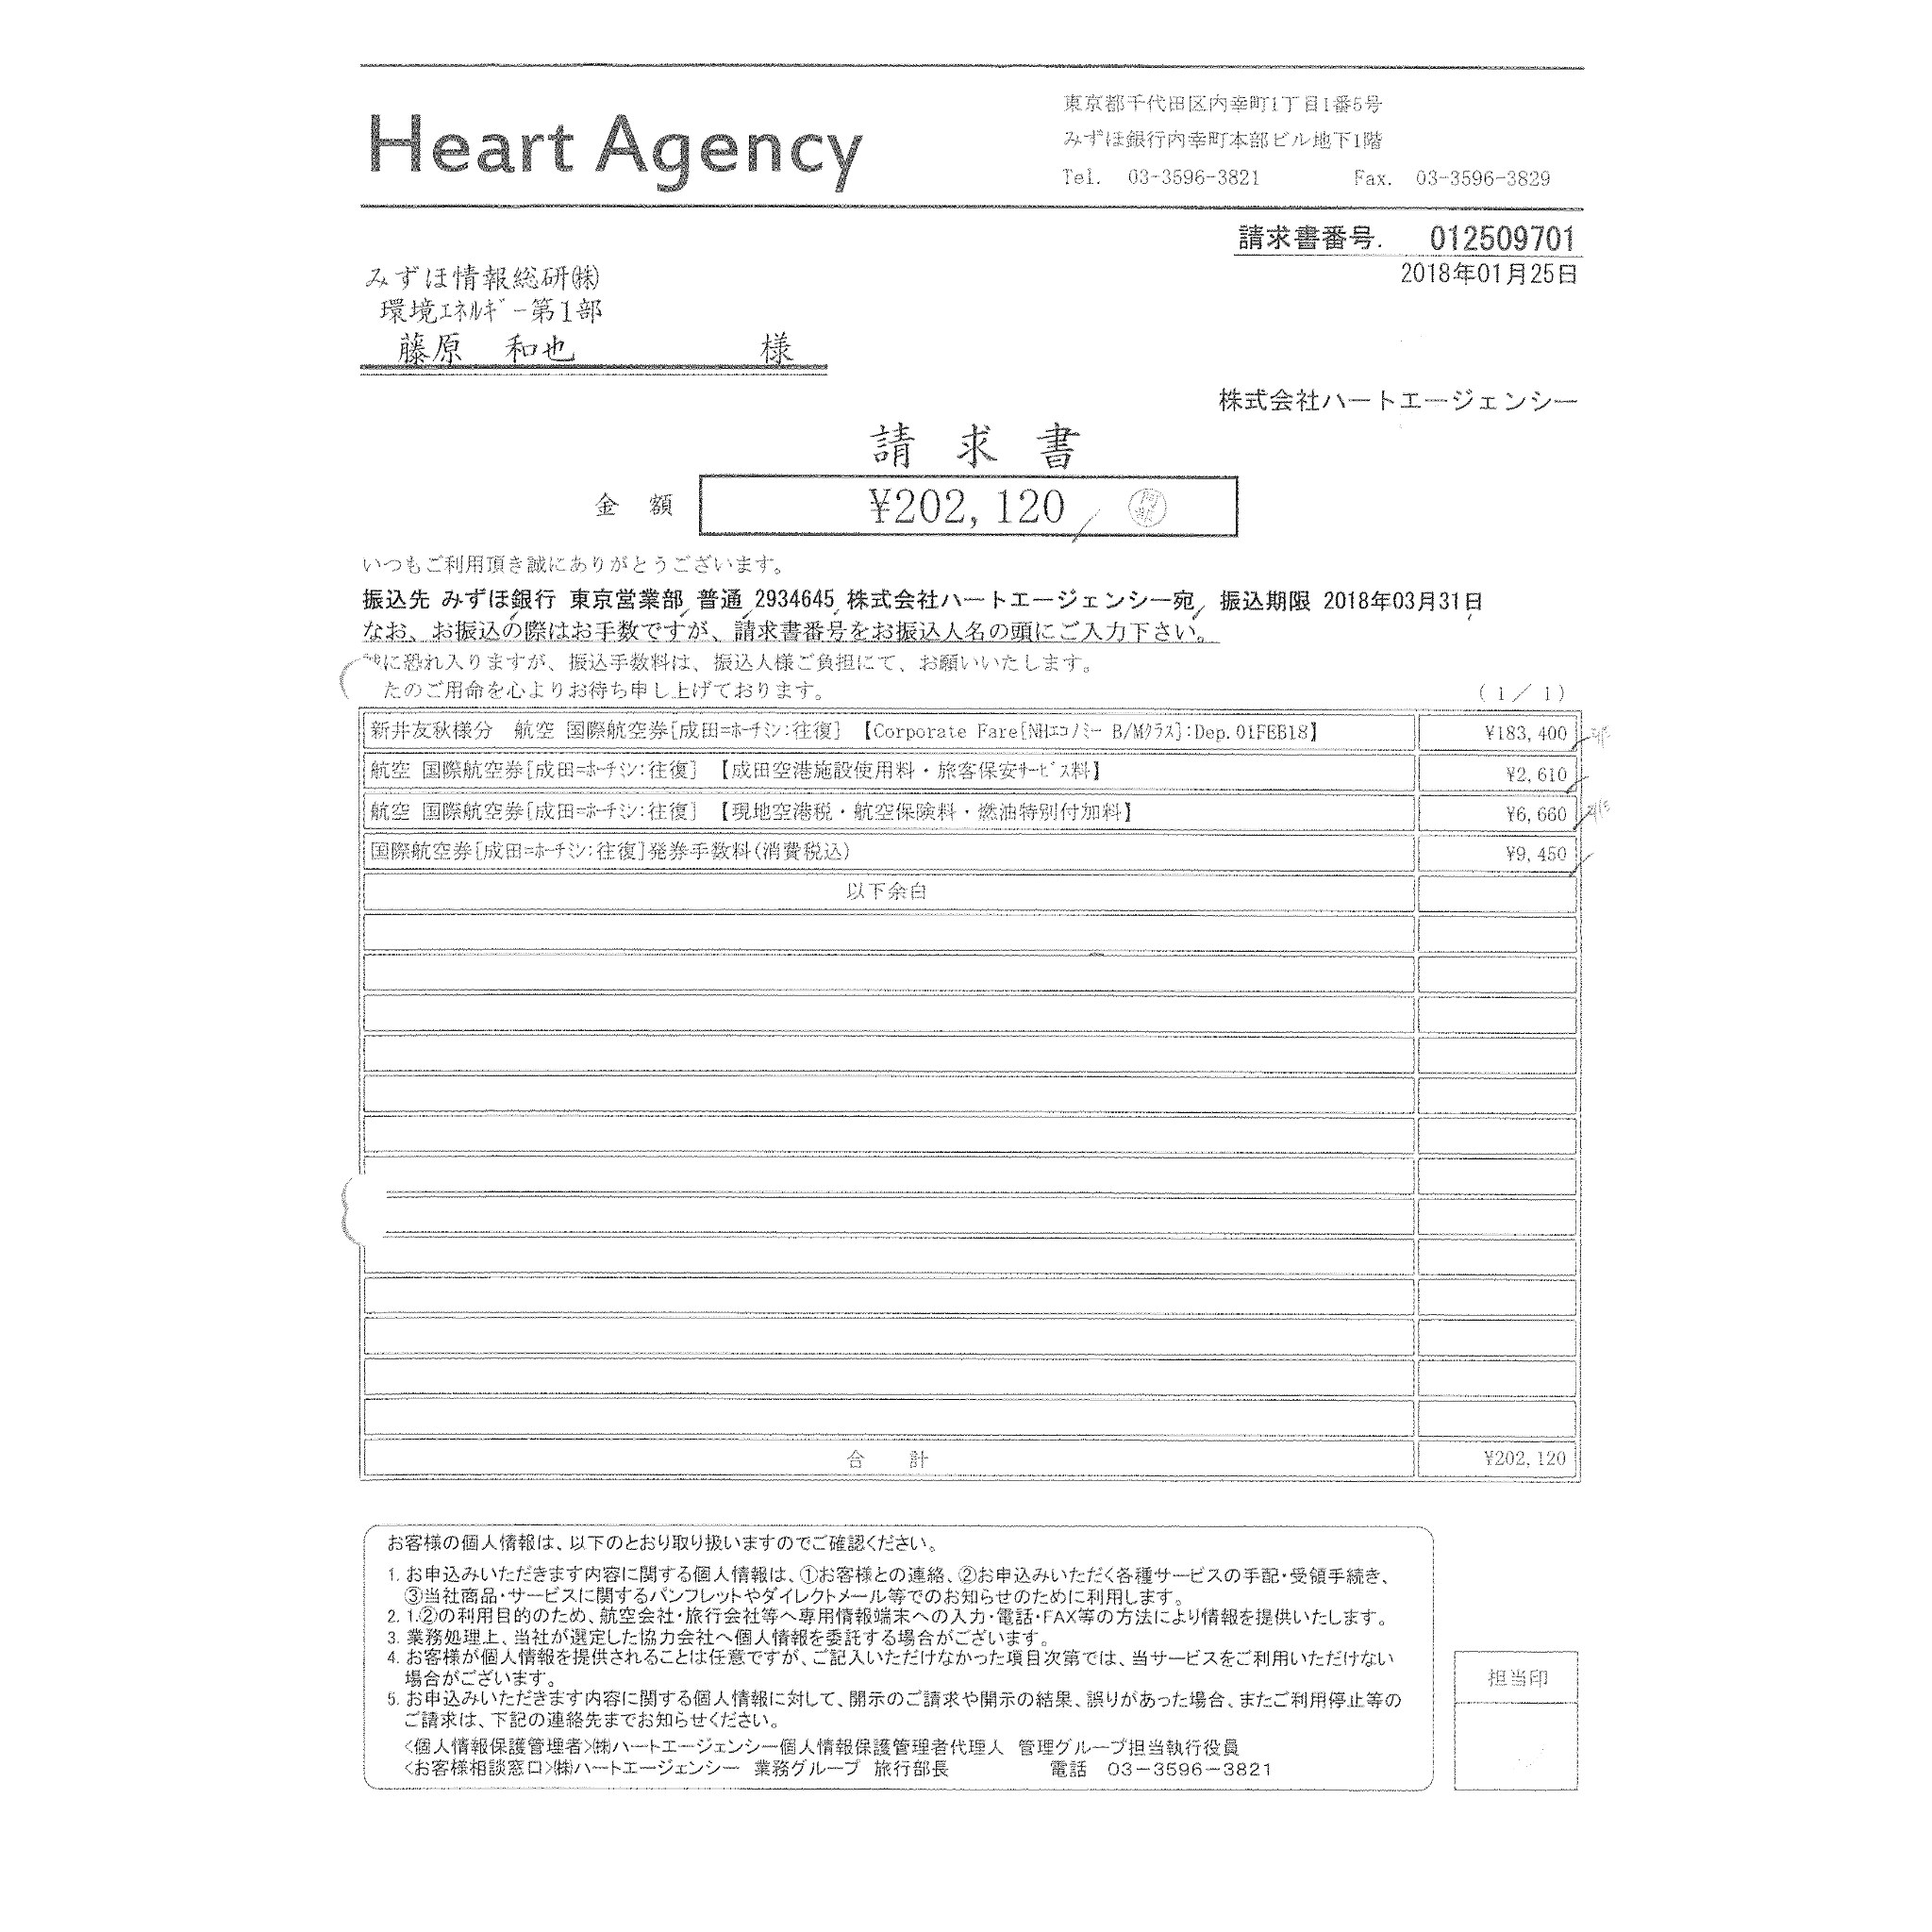 Heart Agency
東京都千代田区内幸町1丁目1番5号
みずほ銀行内幸町本部ビル地下1階
Tel. 03-3596-3821 Fax. 03-3596-3829
請求書番号. 012509701
2018年01月25日
みずほ情報総研㈱
環境ｴﾈﾙｷﾞｰ第1部
藤原 和也 様
株式会社ハートエージェンシー
請 求 書
金 額 ¥202,120
いつもご利用頂き誠にありがとうございます。
振込先 みずほ銀行 東京営業部 普通 2934645 株式会社ハートエージェンシー宛 振込期限 2018年03月31日
なお、お振込の際はお手数ですが、請求書番号をお振込人名の頭にご入力下さい。
に恐れ入りますが、振込手数料は、振込人様ご負担にて、お願いいたします。
たのご用命を心よりお待ち申し上げております。
(1／1)
新井友秋様分 航空 国際航空券[成田=ﾎｰﾁﾐﾝ:往復] 【Corporate Fare[NHｴｺﾉﾐｰ B/Mｸﾗｽ]:Dep.01FEB18】 ¥183,400
航空 国際航空券[成田=ﾎｰﾁﾐﾝ:往復] 【成田空港施設使用料・旅客保安ｻｰﾋﾞｽ料】 ¥2,610
航空 国際航空券[成田=ﾎｰﾁﾐﾝ:往復] 【現地空港税・航空保険料・燃油特別付加料】 ¥6,660
国際航空券[成田=ﾎｰﾁﾐﾝ:往復]発券手数料(消費税込) ¥9,450
以下余白
合 計 ¥202,120
お客様の個人情報は、以下のとおり取り扱いますのでご確認ください。
1. お申込みいただきます内容に関する個人情報は、①お客様との連絡、②お申込みいただく各種サービスの手配・受領手続き、
③当社商品・サービスに関するパンフレットやダイレクトメール等でのお知らせのために利用します。
2. 1.②の利用目的のため、航空会社・旅行会社等へ専用情報端末への入力・電話・FAX等の方法により情報を提供いたします。
3. 業務処理上、当社が選定した協力会社へ個人情報を委託する場合がございます。
4. お客様が個人情報を提供されることは任意ですが、ご記入いただけなかった項目次第では、当サービスをご利用いただけない
場合がございます。
5. お申込みいただきます内容に関する個人情報に対して、開示のご請求や開示の結果、誤りがあった場合、またご利用停止等の
ご請求は、下記の連絡先までお知らせください。
<個人情報保護管理者>㈱ハートエージェンシー個人情報保護管理者代理人 管理グループ担当執行役員
<お客様相談窓口>㈱ハートエージェンシー 業務グループ 旅行部長 電話 03－3596－3821
担当印